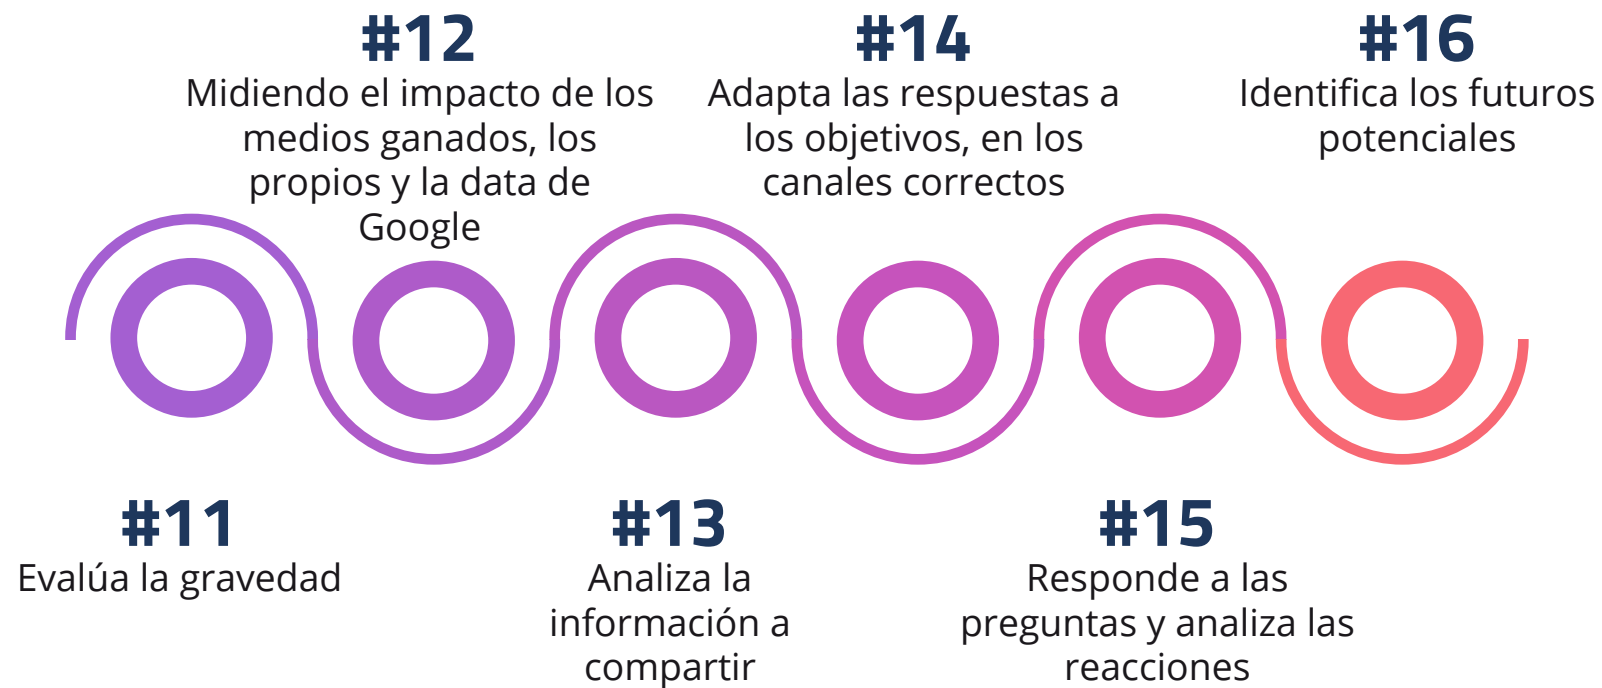 #12
Midiendo el impacto de los
medios ganados, los
propios y la data de
Google
#14
Adapta las respuestas a
los objetivos, en los
canales correctos
#16
Identifica los futuros
potenciales
#11
Evalúa la gravedad
#13
Analiza la
información a
compartir
#15
Responde a las
preguntas y analiza las
reacciones